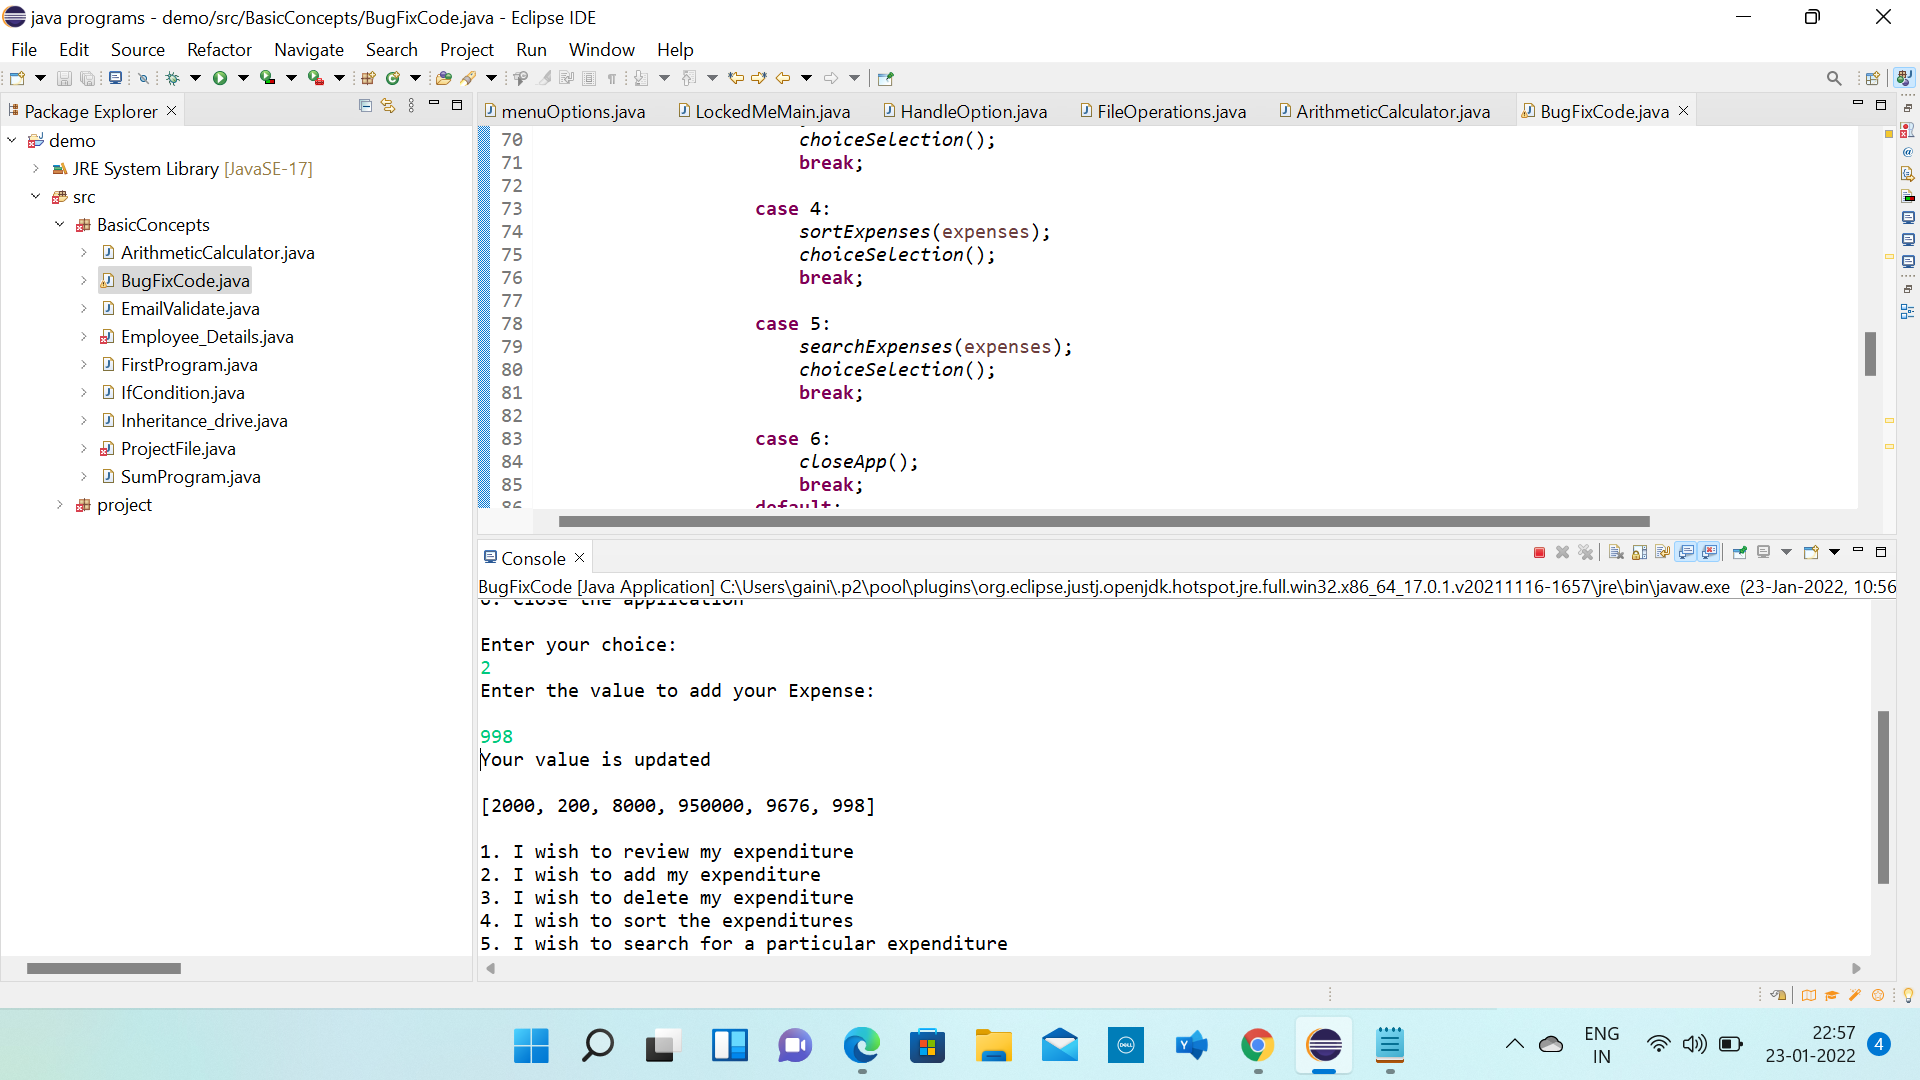 java programs - demo/src/BasicConcepts/BugFixCode.java - Eclipse IDE
File Edit Source Refactor Navigate Search Project Run Window Help
Package Explorer
demo
JRE System Library [JavaSE-17]
src
BasicConcepts
ArithmeticCalculator.java
BugFixCode.java
EmailValidate.java
Employee_Details.java
FirstProgram.java
IfCondition.java
Inheritance_drive.java
ProjectFile.java
SumProgram.java
project
menuOptions.java LockedMeMain.java HandleOption.java FileOperations.java ArithmeticCalculator.java BugFixCode.java
70 choiceSelection();
71 break;
72
73 case 4:
74 sortExpenses(expenses);
75 choiceSelection();
76 break;
77
78 case 5:
79 searchExpenses(expenses);
80 choiceSelection();
81 break;
82
83 case 6:
84 closeApp();
85 break;
86 default:
Console
BugFixCode [Java Application] C:\Users\gaini\.p2\pool\plugins\org.eclipse.justj.openjdk.hotspot.jre.full.win32.x86_64_17.0.1.v20211116-1657\jre\bin\javaw.exe (23-Jan-2022, 10:56
6. Close the application
Enter your choice:
2
Enter the value to add your Expense:
998
Your value is updated
[2000, 200, 8000, 950000, 9676, 998]
1. I wish to review my expenditure
2. I wish to add my expenditure
3. I wish to delete my expenditure
4. I wish to sort the expenditures
5. I wish to search for a particular expenditure
DELL
ENG
IN
22:57
23-01-2022
4